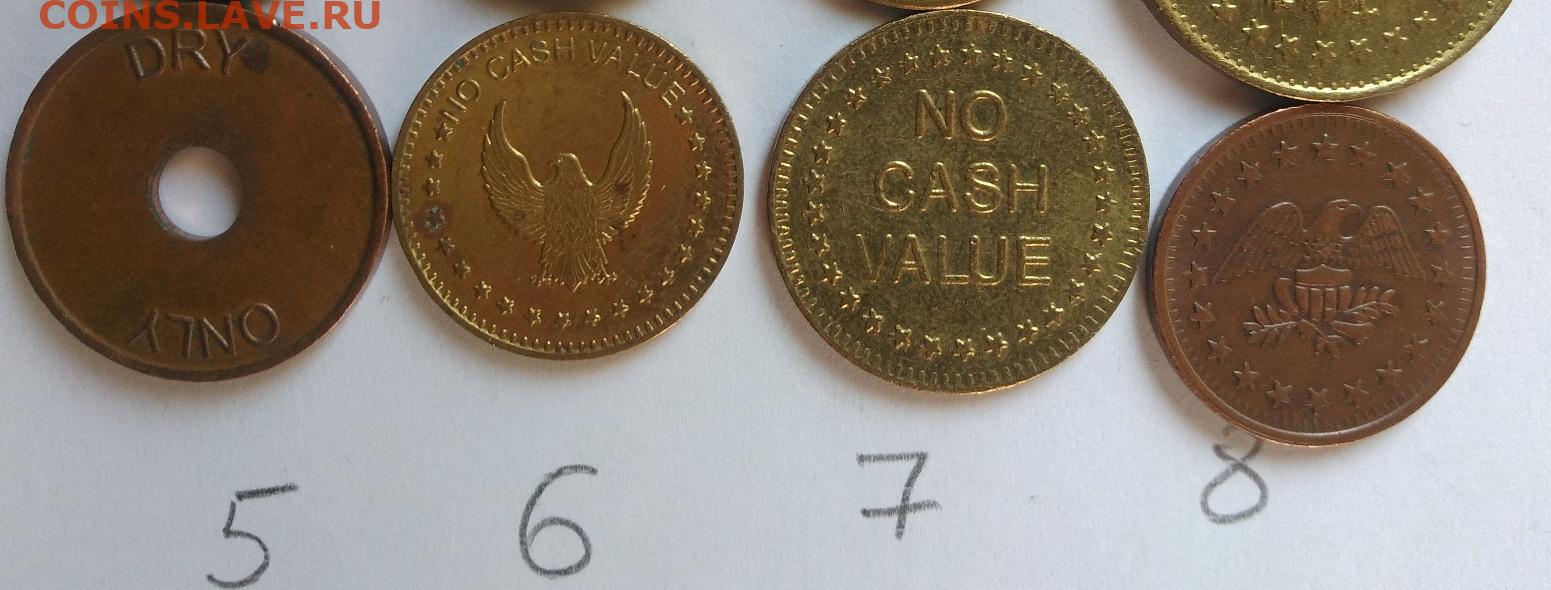 COINS.LAVE.RU
DRY
ONLY
NO CASH VALUE
NO
CASH
VALUE
5
6
7
8